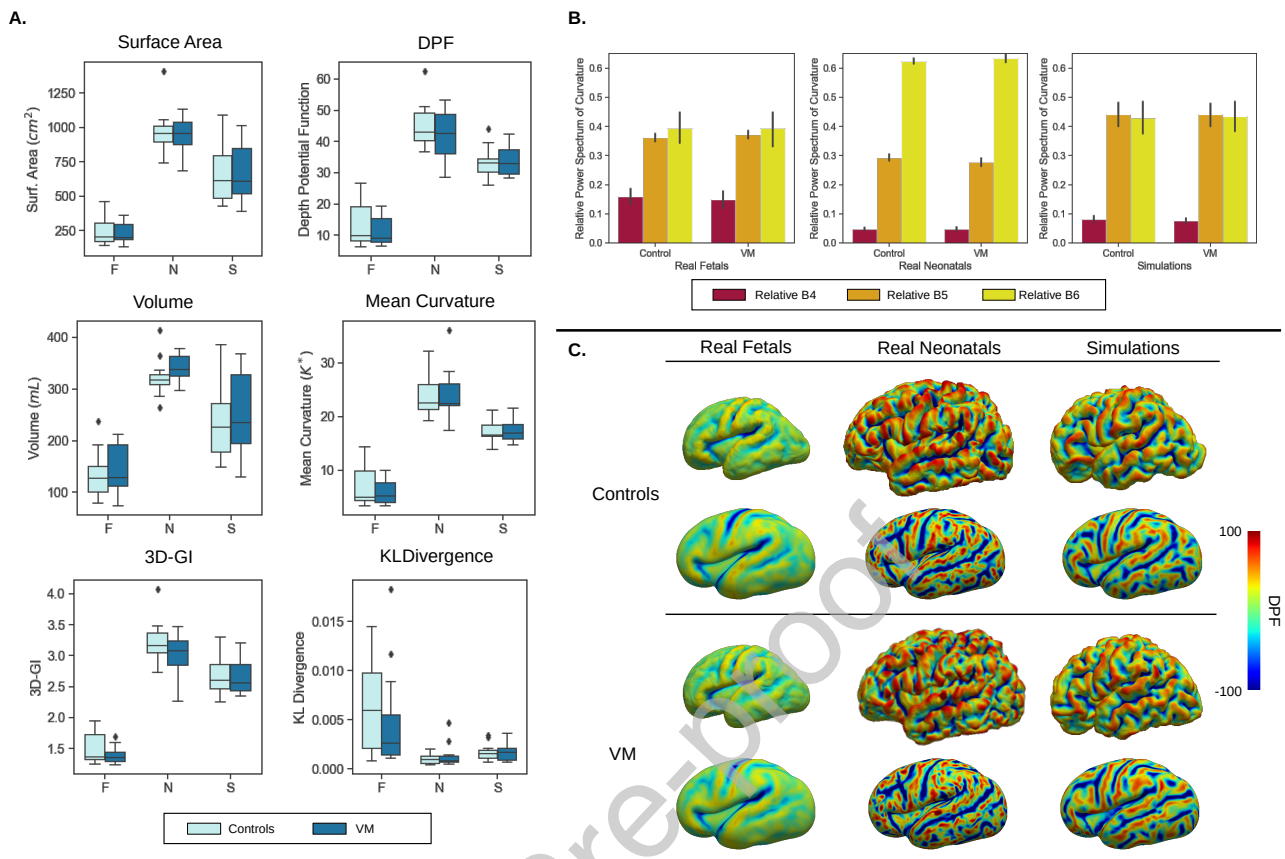 A.
Surface Area
DPF
Surf. Area (cm²)
1250
1000
750
500
250
F N S
Depth Potential Function
60
50
40
30
20
10
F N S
Volume
Mean Curvature
Volume (mL)
400
300
200
100
F N S
Mean Curvature (K*)
30
20
10
F N S
3D-GI
KLDivergence
3D-GI
4.0
3.5
3.0
2.5
2.0
1.5
F N S
KL Divergence
0.015
0.010
0.005
0.000
F N S
Controls VM
B.
Relative Power Spectrum of Curvature
0.6
0.5
0.4
0.3
0.2
0.1
0.0
Control VM
Real Fetals
Relative Power Spectrum of Curvature
0.6
0.5
0.4
0.3
0.2
0.1
0.0
Control VM
Real Neonatals
Relative Power Spectrum of Curvature
0.6
0.5
0.4
0.3
0.2
0.1
0.0
Control VM
Simulations
Relative B4 Relative B5 Relative B6
C.
Real Fetals Real Neonatals Simulations
Controls
VM
100
DPF
-100
re-proof